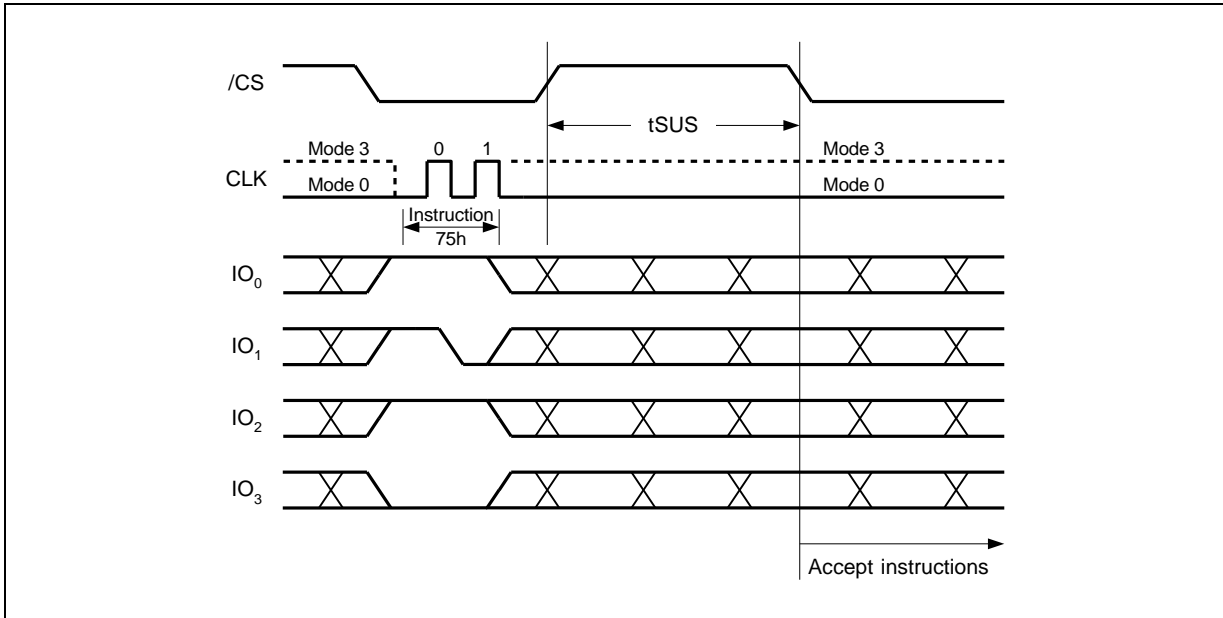 /CS
tSUS
Mode 3 0 1 Mode 3
CLK
Mode 0 Mode 0
Instruction
75h
IO0
IO1
IO2
IO3
Accept instructions